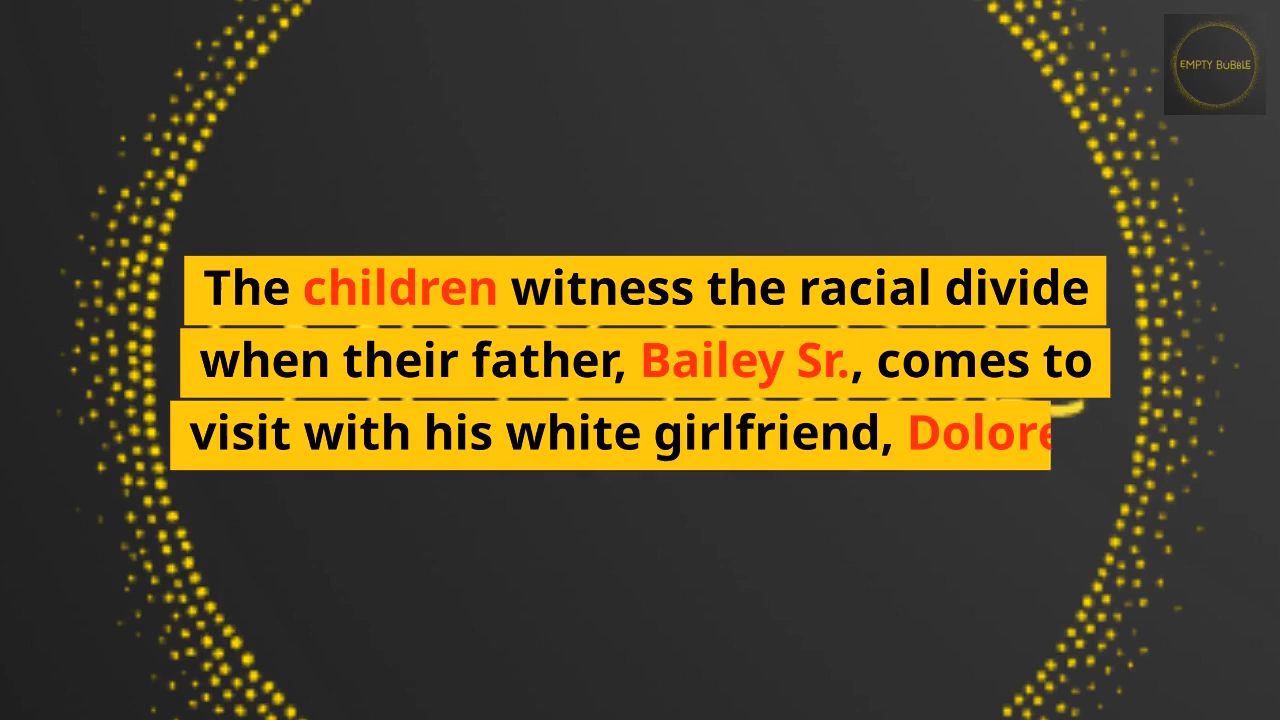 EMPTY BUBBLE
The children witness the racial divide
when their father, Bailey Sr., comes to
visit with his white girlfriend, Dolore